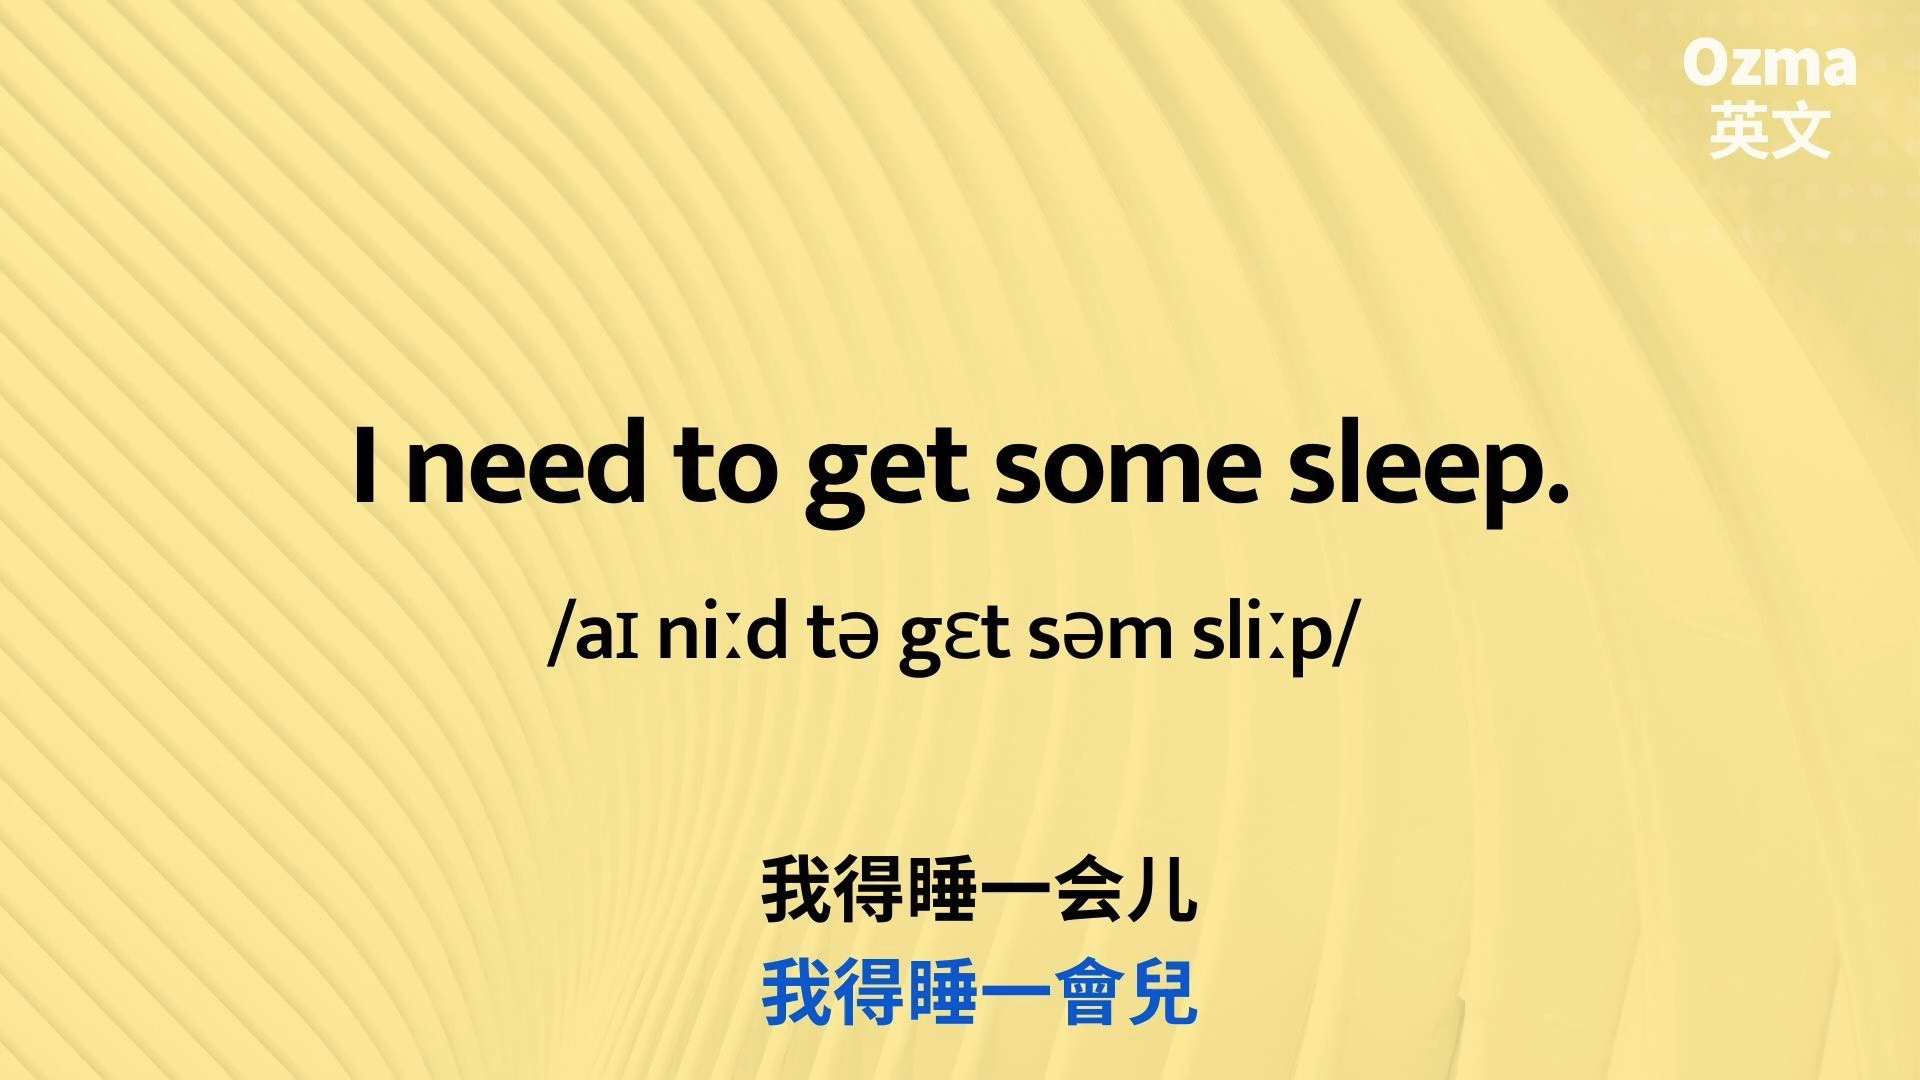 Ozma
英文
I need to get some sleep.
/aɪ niːd tə gɛt səm sliːp/
我得睡一会儿
我得睡一會兒